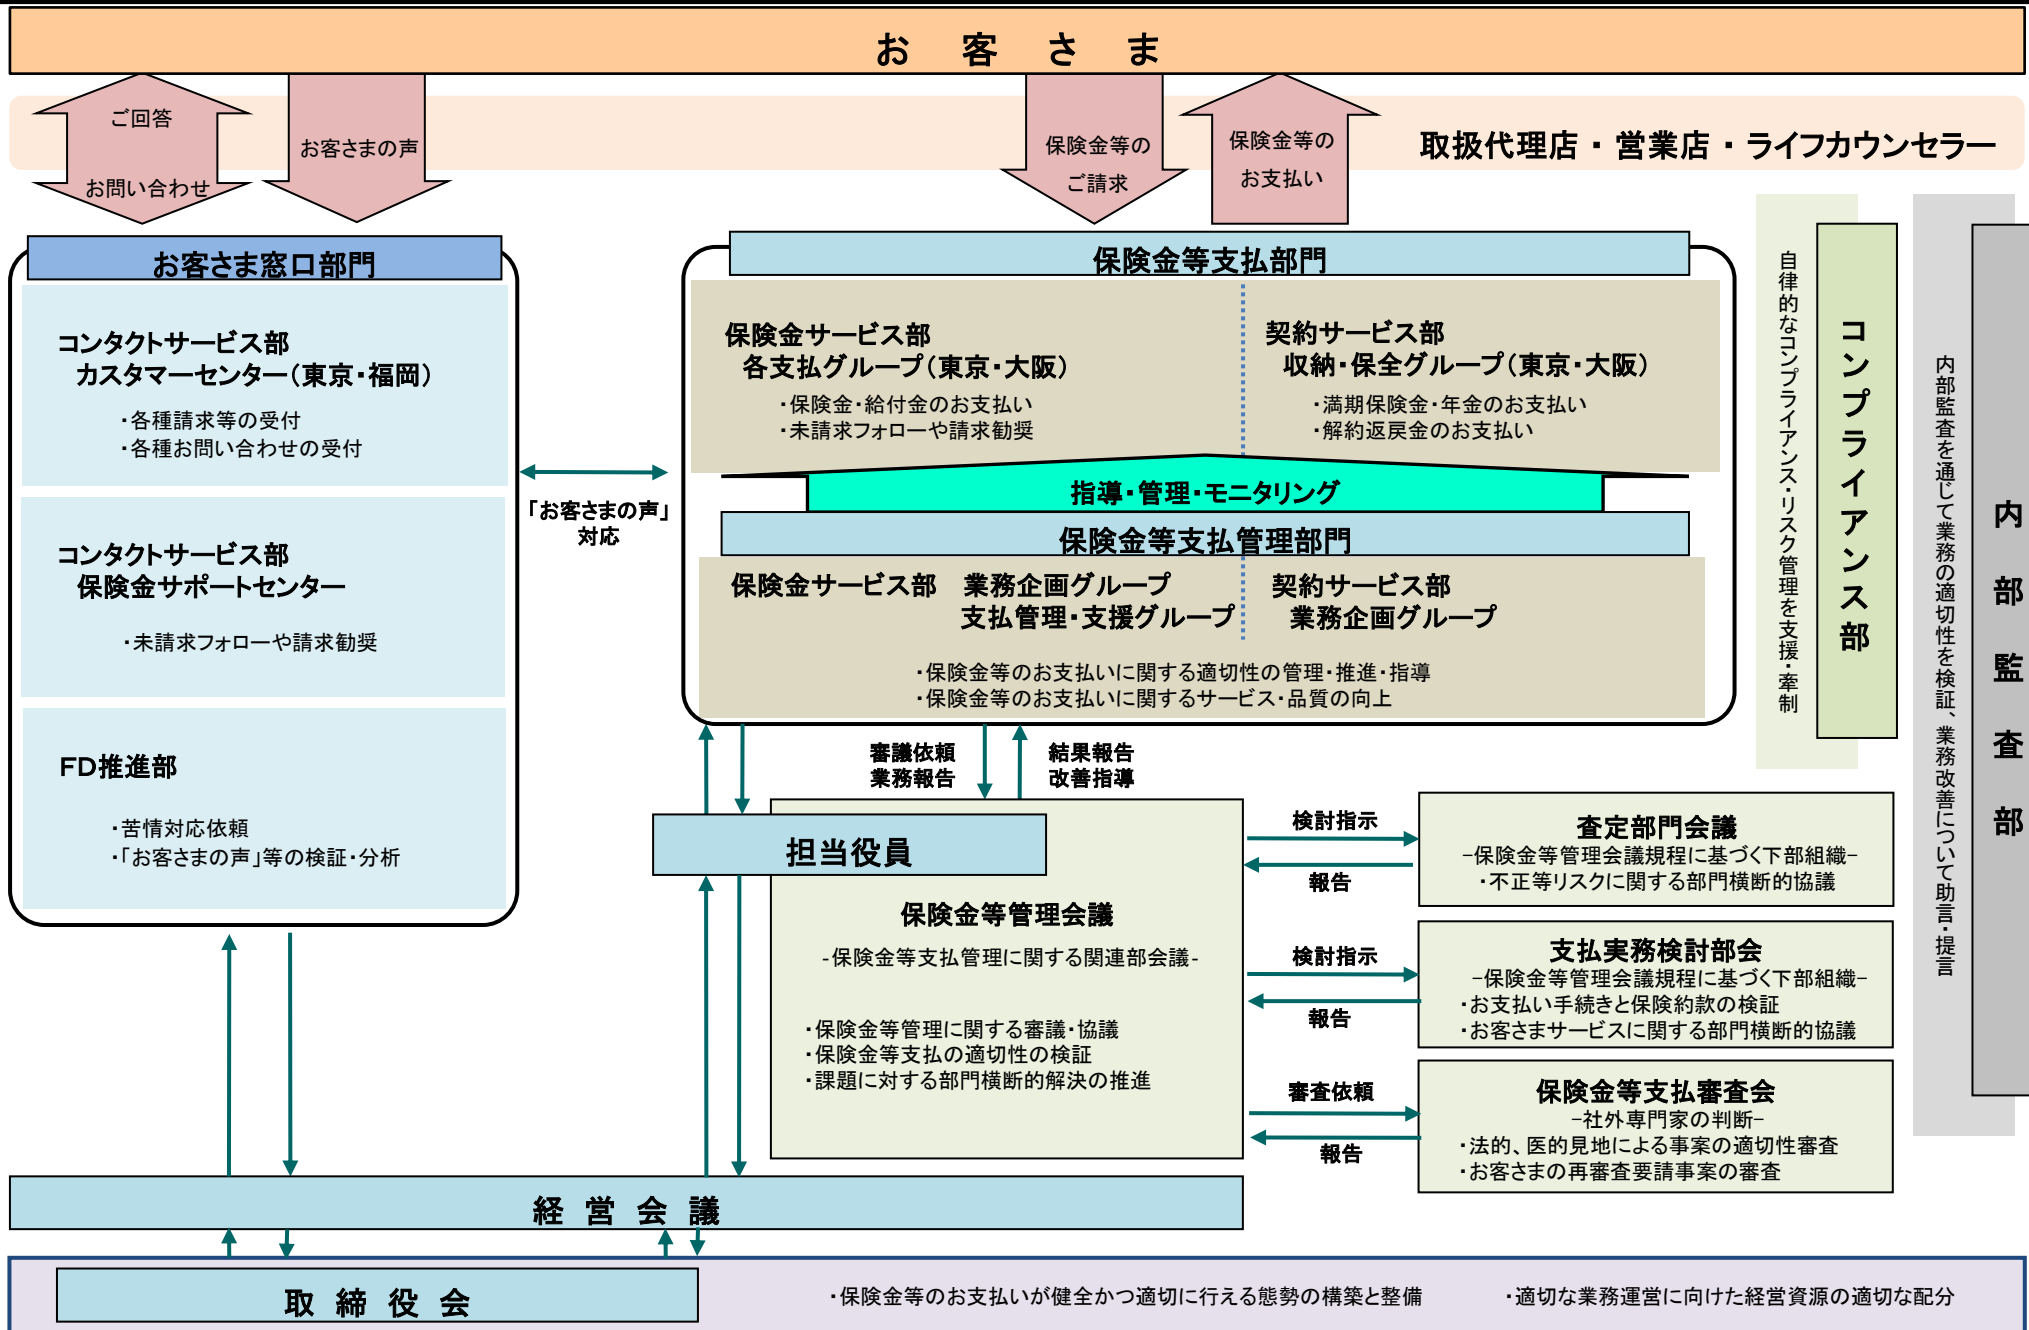 お客さま
ご回答
お問い合わせ
お客さまの声
保険金等の
ご請求
保険金等の
お支払い
取扱代理店・営業店・ライフカウンセラー
お客さま窓口部門
コンタクトサービス部
カスタマーセンター(東京・福岡)
・各種請求等の受付
・各種お問い合わせの受付
コンタクトサービス部
保険金サポートセンター
・未請求フォローや請求勧奨
FD推進部
・苦情対応依頼
・「お客さまの声」等の検証・分析
「お客さまの声」
対応
保険金等支払部門
保険金サービス部
各支払グループ(東京・大阪)
・保険金・給付金のお支払い
・未請求フォローや請求勧奨
契約サービス部
収納・保全グループ(東京・大阪)
・満期保険金・年金のお支払い
・解約返戻金のお支払い
指導・管理・モニタリング
保険金等支払管理部門
保険金サービス部 業務企画グループ
支払管理・支援グループ
契約サービス部
業務企画グループ
・保険金等のお支払いに関する適切性の管理・推進・指導
・保険金等のお支払いに関するサービス・品質の向上
自律的なコンプライアンス・リスク管理を支援・牽制
コンプライアンス部
内部監査を通じて業務の適切性を検証、業務改善について助言・提言
内部監査部
審議依頼
業務報告
結果報告
改善指導
担当役員
保険金等管理会議
-保険金等支払管理に関する関連部会議-
・保険金等管理に関する審議・協議
・保険金等支払の適切性の検証
・課題に対する部門横断的解決の推進
検討指示
報告
査定部門会議
-保険金等管理会議規程に基づく下部組織-
・不正等リスクに関する部門横断的協議
検討指示
報告
支払実務検討部会
-保険金等管理会議規程に基づく下部組織-
・お支払い手続きと保険約款の検証
・お客さまサービスに関する部門横断的協議
審査依頼
報告
保険金等支払審査会
-社外専門家の判断-
・法的、医的見地による事案の適切性審査
・お客さまの再審査要請事案の審査
経営会議
取締役会
・保険金等のお支払いが健全かつ適切に行える態勢の構築と整備
・適切な業務運営に向けた経営資源の適切な配分